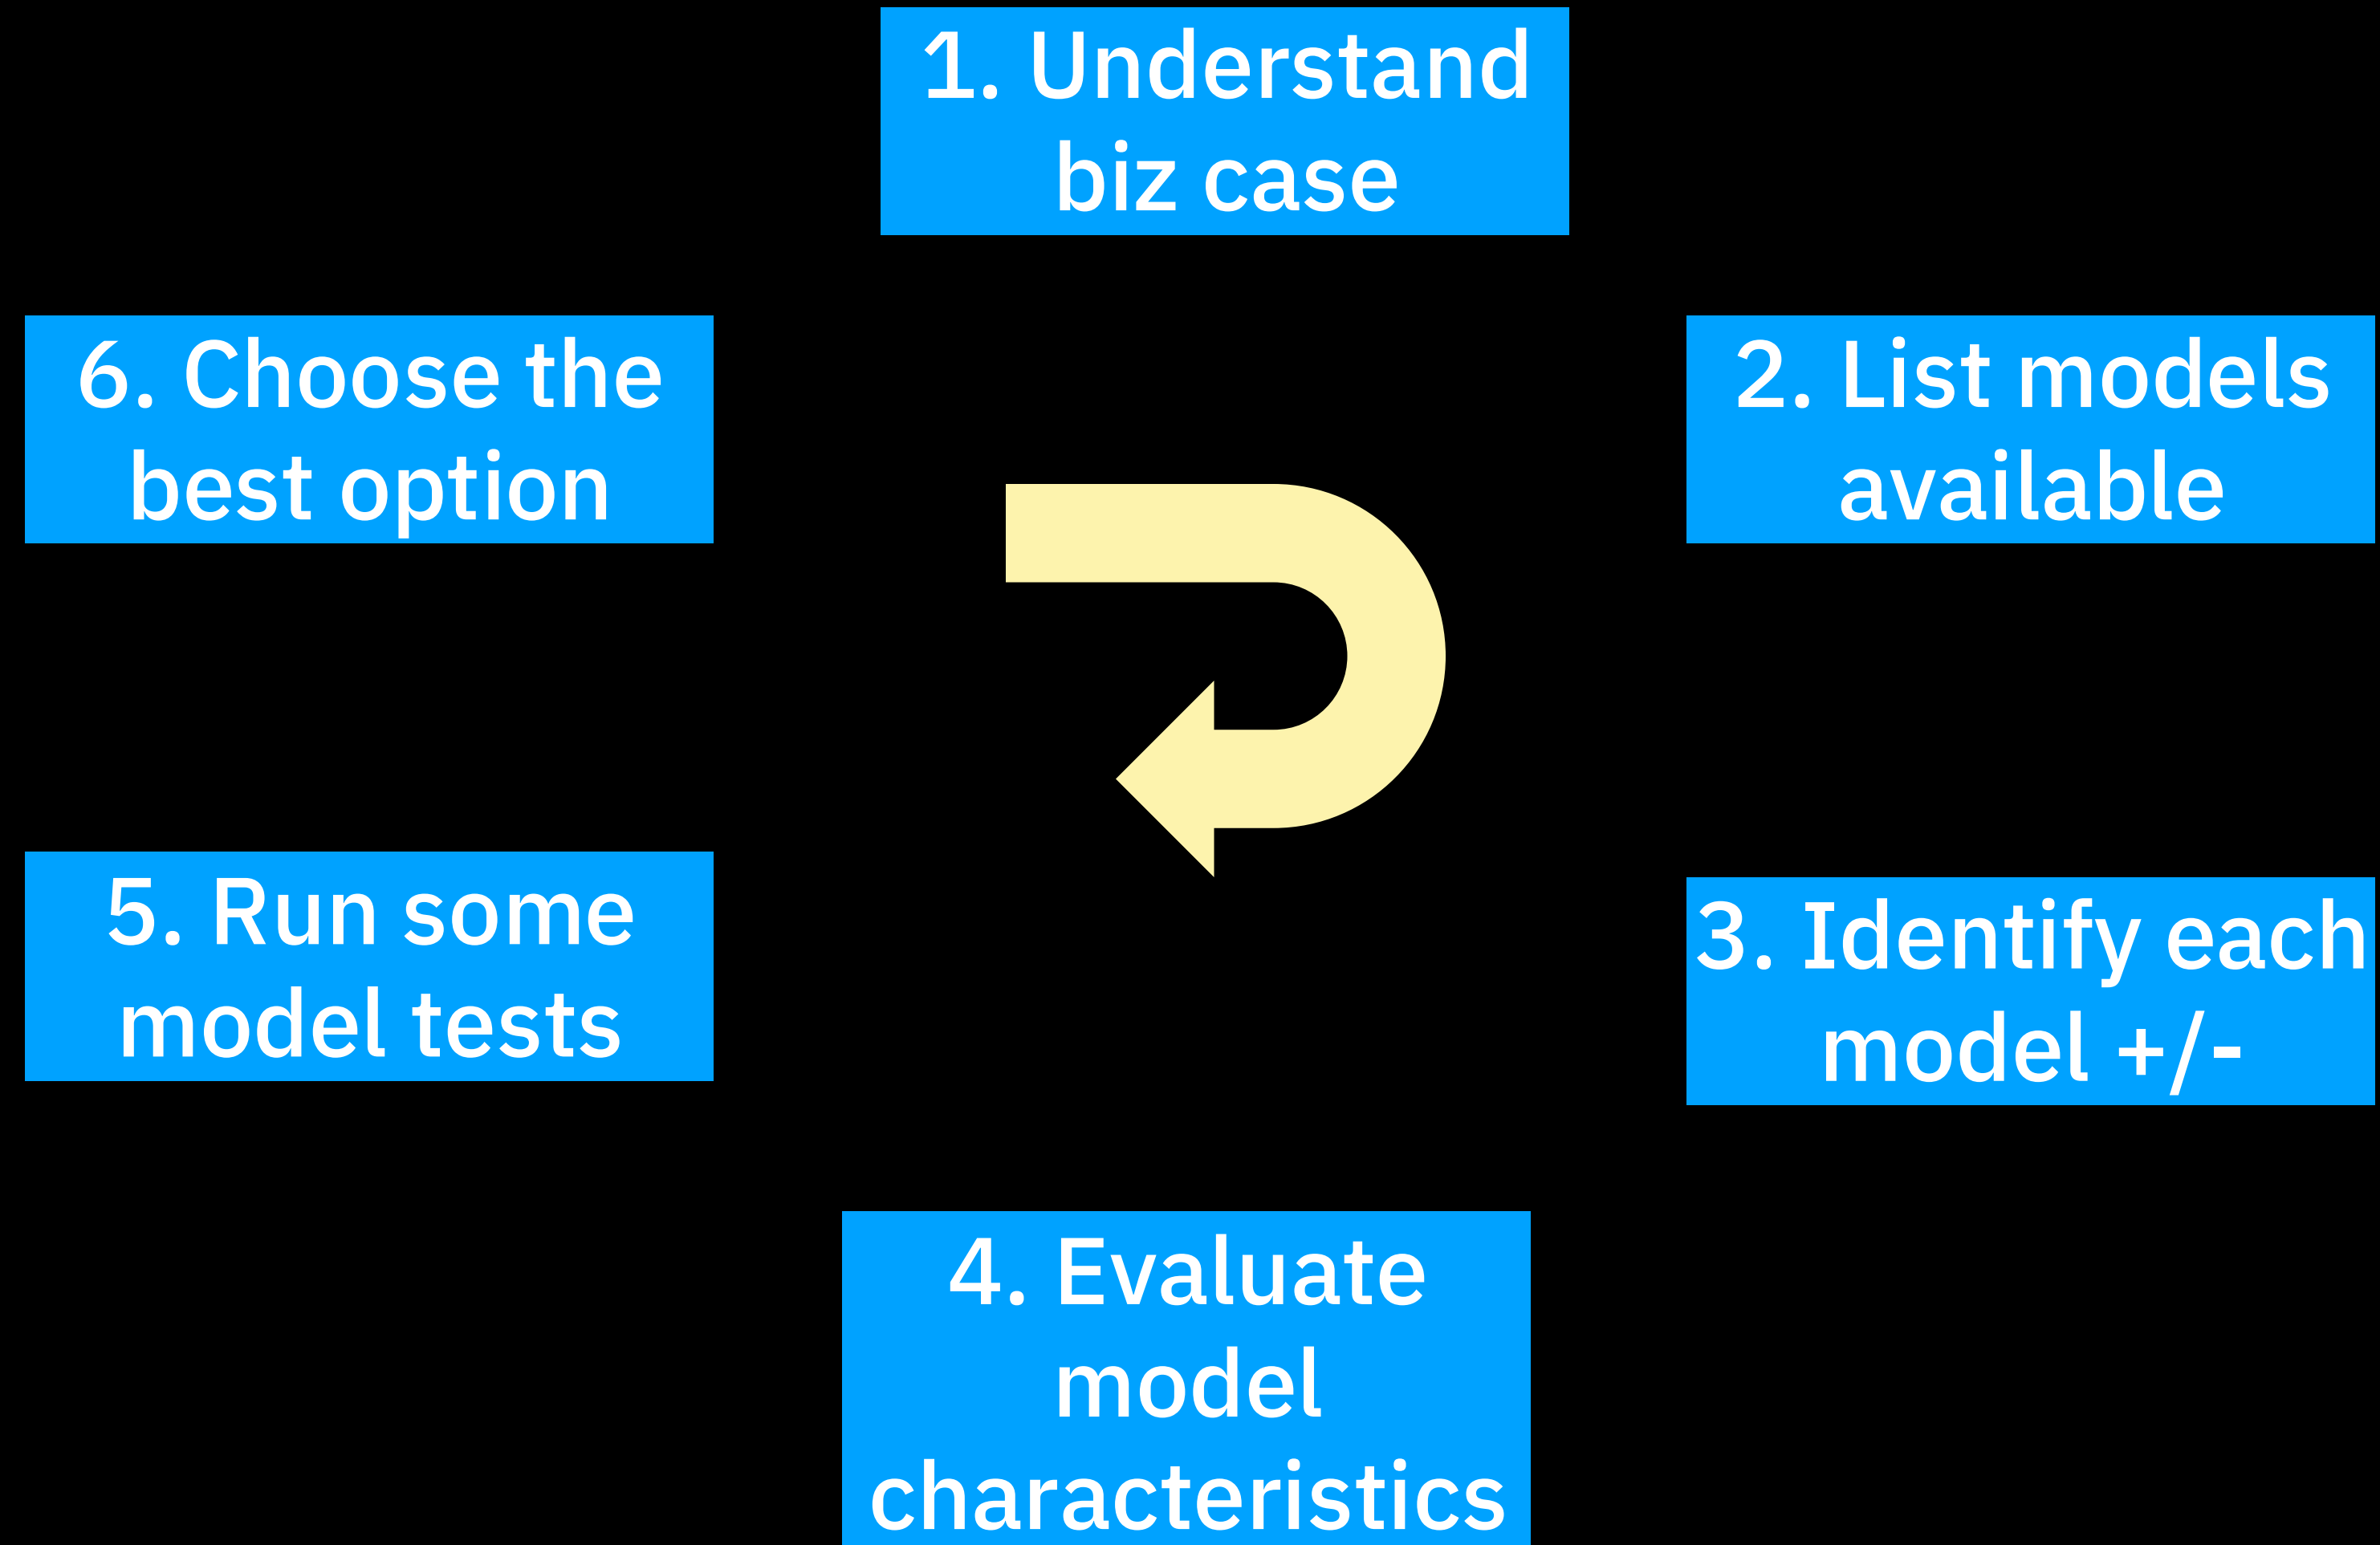 1. Understand
biz case
2. List models
available
3. Identify each
model +/-
4. Evaluate
model
characteristics
5. Run some
model tests
6. Choose the
best option